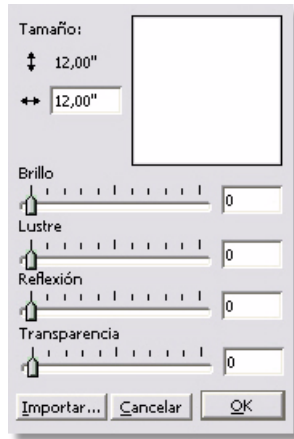 Tamaño:
12,00"
12,00"
Brillo
0
Lustre
0
Reflexión
0
Transparencia
0
Importar... Cancelar OK